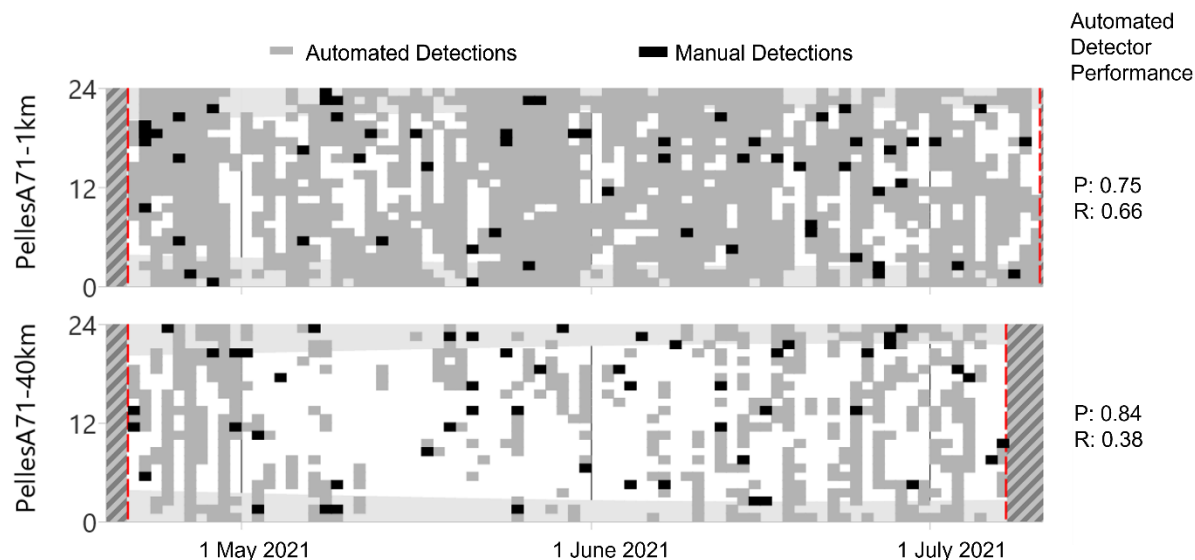 Automated Detections
Manual Detections
Automated
Detector
Performance
PellesA71-1km
24
12
0
P: 0.75
R: 0.66
PellesA71-40km
24
12
0
P: 0.84
R: 0.38
1 May 2021
1 June 2021
1 July 2021